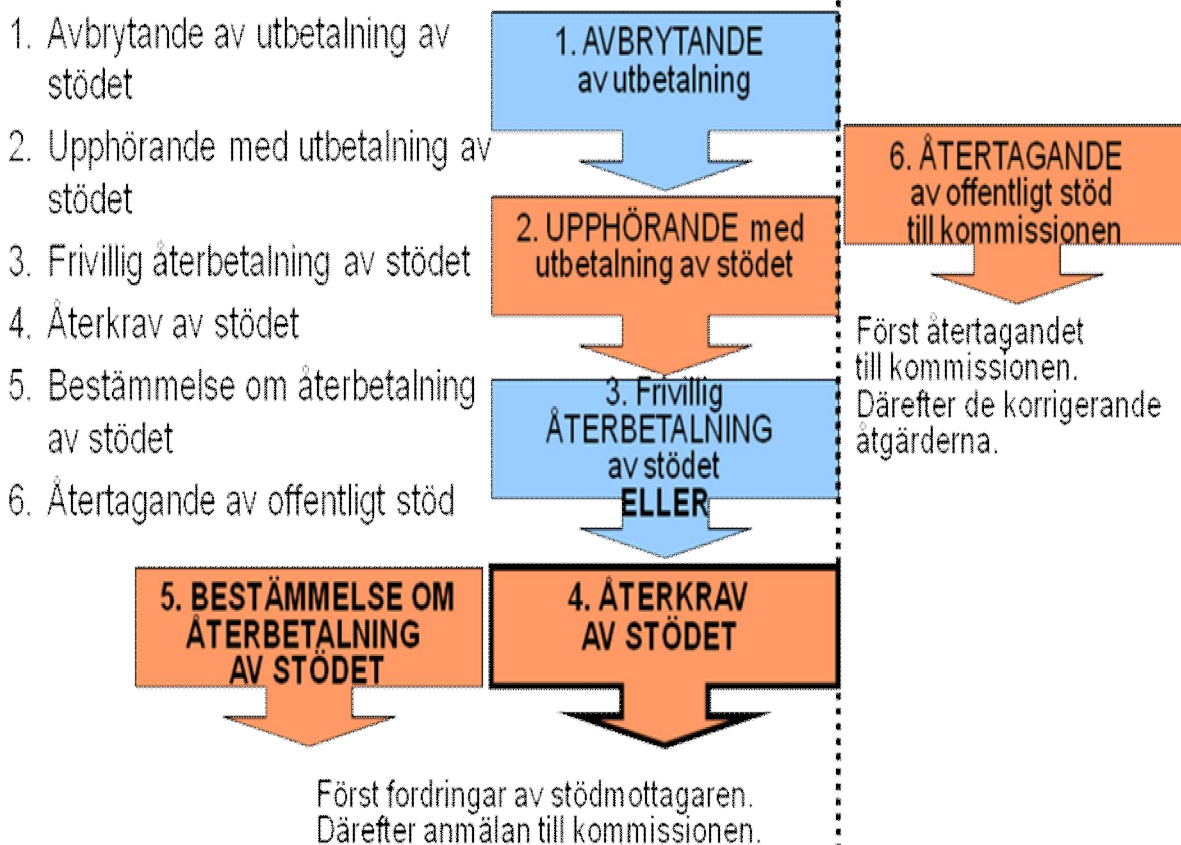 1. Avbrytande av utbetalning av
stödet
2. Upphörande med utbetalning av
stödet
3. Frivillig återbetalning av stödet
4. Återkrav av stödet
5. Bestämmelse om återbetalning
av stödet
6. Återtagande av offentligt stöd
1. AVBRYTANDE
av utbetalning
2. UPPHÖRANDE med
utbetalning av stödet
3. Frivillig
ÅTERBETALNING
av stödet
ELLER
5. BESTÄMMELSE OM
ÅTERBETALNING
AV STÖDET
4. ÅTERKRAV
AV STÖDET
Först fordringar av stödmottagaren.
Därefter anmälan till kommissionen.
6. ÅTERTAGANDE
av offentligt stöd
till kommissionen
Först återtagandet
till kommissionen.
Därefter de korrigerande
åtgärderna.